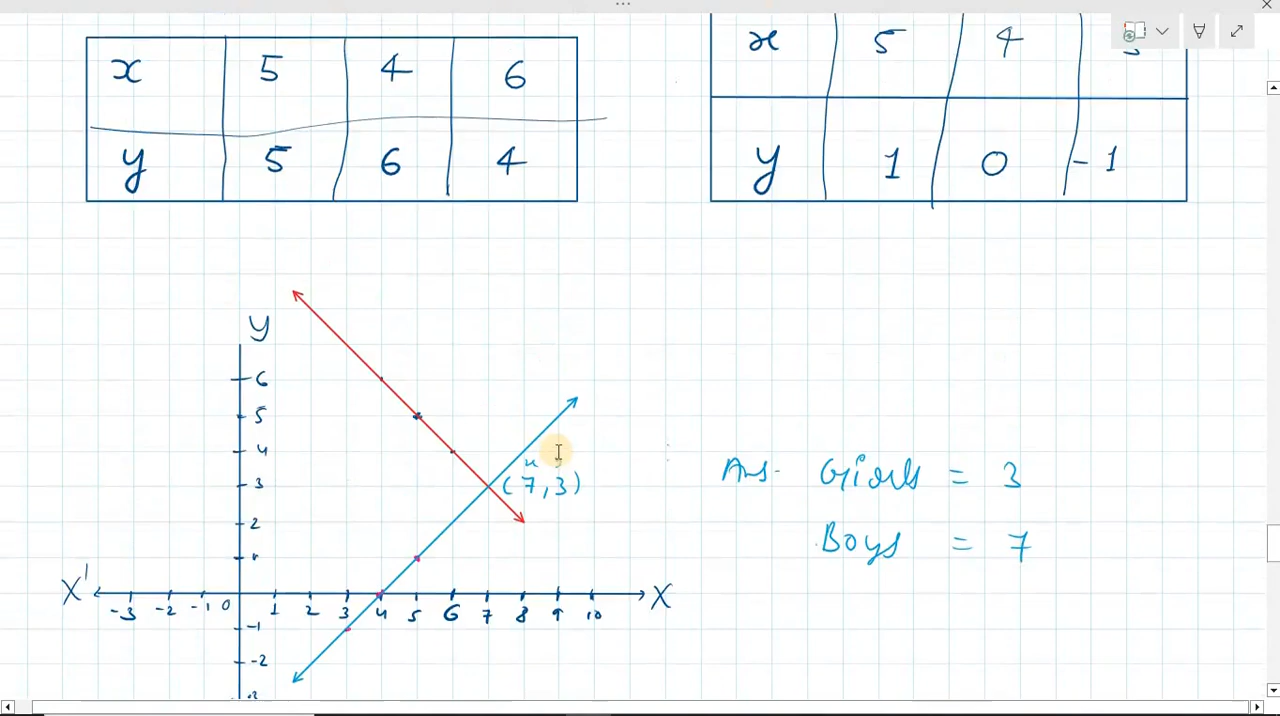 x 5 4 6
y 5 6 4
x 5 4
y 1 0 -1
y
6
5
4
3
2
(7,3)
X' -3 -2 -1 0 1 2 3 4 5 6 7 8 9 10 X
-1
-2
Ans. Girls = 3
Boys = 7